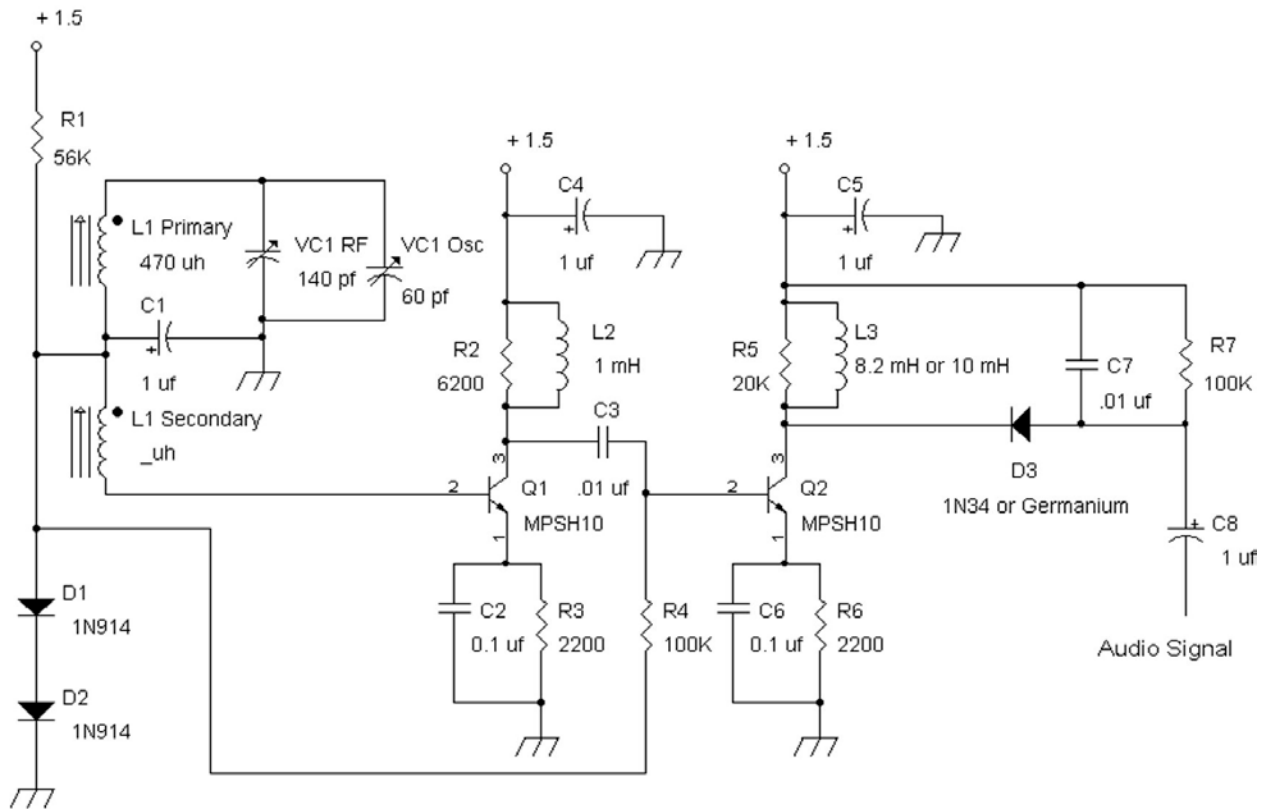 + 1.5
R1
56K
L1 Primary
470 uh
VC1 RF
140 pf
VC1 Osc
60 pf
C1
+
1 uf
L1 Secondary
_uh
D1
1N914
D2
1N914
+ 1.5
C4
+
1 uf
R2
6200
L2
1 mH
C3
.01 uf
3
2
Q1
MPSH10
1
C2
0.1 uf
R3
2200
R4
100K
+ 1.5
C5
+
1 uf
R5
20K
L3
8.2 mH or 10 mH
C7
.01 uf
R7
100K
3
2
Q2
MPSH10
1
D3
1N34 or Germanium
C6
0.1 uf
R6
2200
+
C8
1 uf
Audio Signal